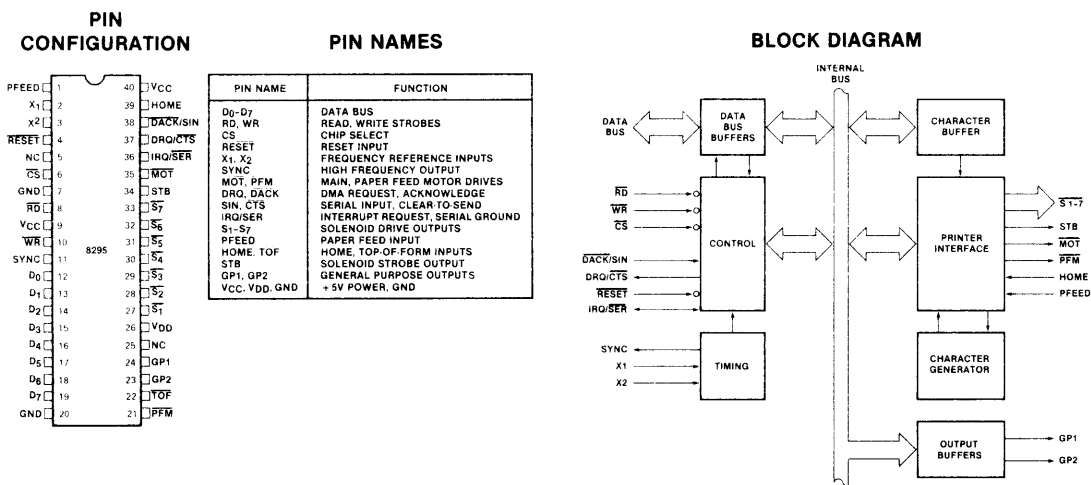 PIN
CONFIGURATION
PFEED 1
X1 2
X2 3
RESET 4
NC 5
CS 6
GND 7
RD 8
VCC 9
WR 10
SYNC 11
D0 12
D1 13
D2 14
D3 15
D4 16
D5 17
D6 18
D7 19
GND 20
8295
40 VCC
39 HOME
38 DACK/SIN
37 DRQ/CTS
36 IRQ/SER
35 MOT
34 STB
33 S7
32 S6
31 S5
30 S4
29 S3
28 S2
27 S1
26 VDD
25 NC
24 GP1
23 GP2
22 TOF
21 PFM
PIN NAMES
PIN NAME FUNCTION
D0-D7 DATA BUS
RD, WR READ, WRITE STROBES
CS CHIP SELECT
RESET RESET INPUT
X1, X2 FREQUENCY REFERENCE INPUTS
SYNC HIGH FREQUENCY OUTPUT
MOT, PFM MAIN, PAPER FEED MOTOR DRIVES
DRQ, DACK DMA REQUEST, ACKNOWLEDGE
SIN, CTS SERIAL INPUT, CLEAR-TO-SEND
IRQ/SER INTERRUPT REQUEST, SERIAL GROUND
S1-S7 SOLENOID DRIVE OUTPUTS
PFEED PAPER FEED INPUT
HOME, TOF HOME, TOP-OF-FORM INPUTS
STB SOLENOID STROBE OUTPUT
GP1, GP2 GENERAL PURPOSE OUTPUTS
VCC, VDD, GND +5V POWER, GND
BLOCK DIAGRAM
INTERNAL
BUS
DATA
BUS
DATA
BUS
BUFFERS
CHARACTER
BUFFER
RD
WR
CS
DACK/SIN
DRQ/CTS
RESET
IRQ/SER
CONTROL
PRINTER
INTERFACE
S1-7
STB
MOT
PFM
HOME
PFEED
SYNC
X1
X2
TIMING
CHARACTER
GENERATOR
OUTPUT
BUFFERS
GP1
GP2